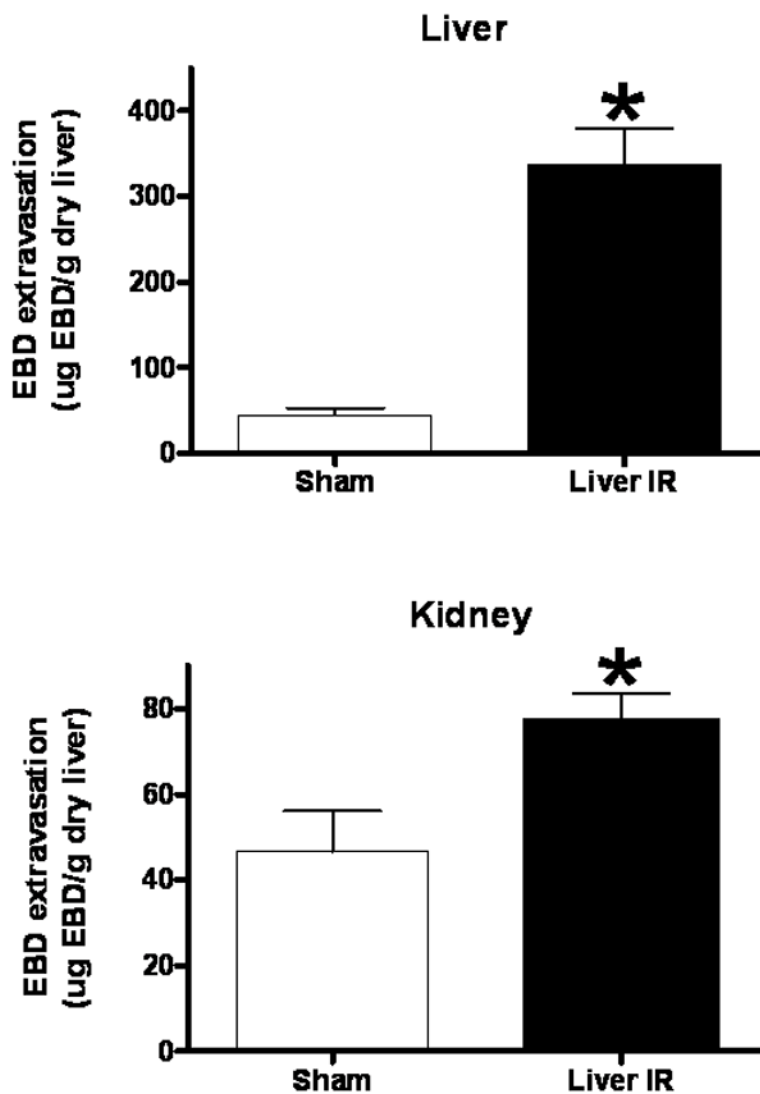 Liver
EBD extravasation
(ug EBD/g dry liver)
400
300
200
100
0
*
Sham
Liver IR
Kidney
EBD extravasation
(ug EBD/g dry liver)
80
60
40
20
0
*
Sham
Liver IR